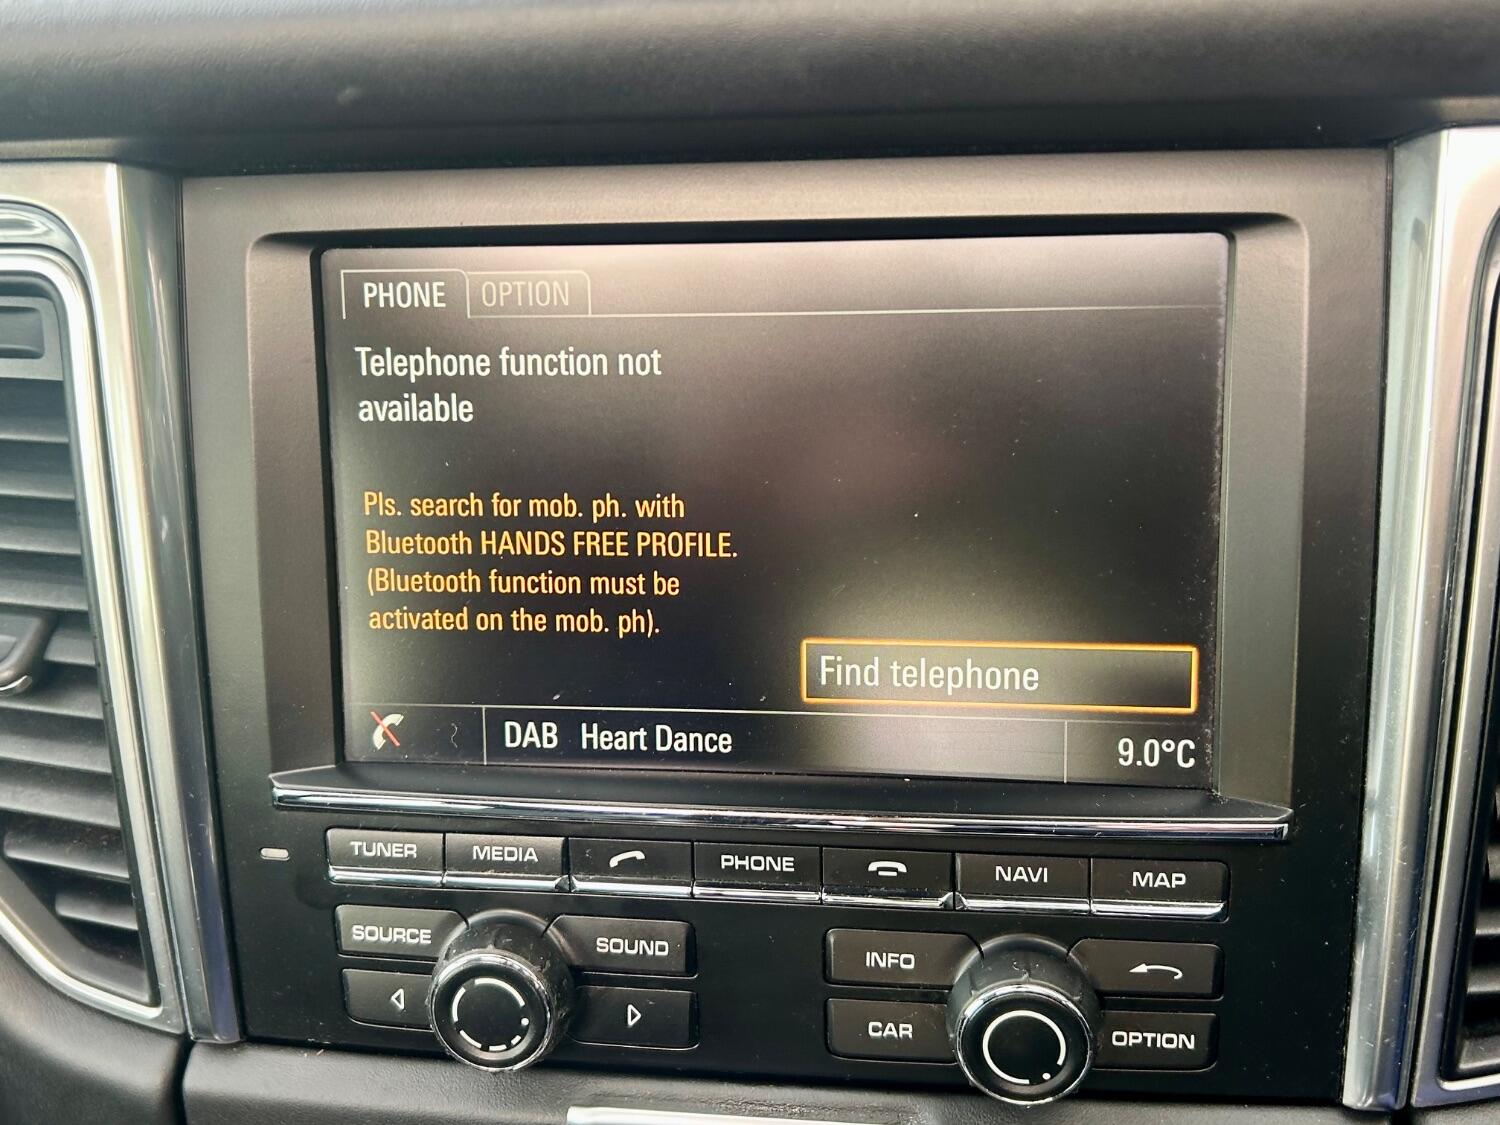 PHONE OPTION
Telephone function not
available
Pls. search for mob. ph. with
Bluetooth HANDS FREE PROFILE.
(Bluetooth function must be
activated on the mob. ph).
Find telephone
DAB Heart Dance
9.0°C
TUNER MEDIA PHONE NAVI MAP
SOURCE SOUND INFO
CAR OPTION